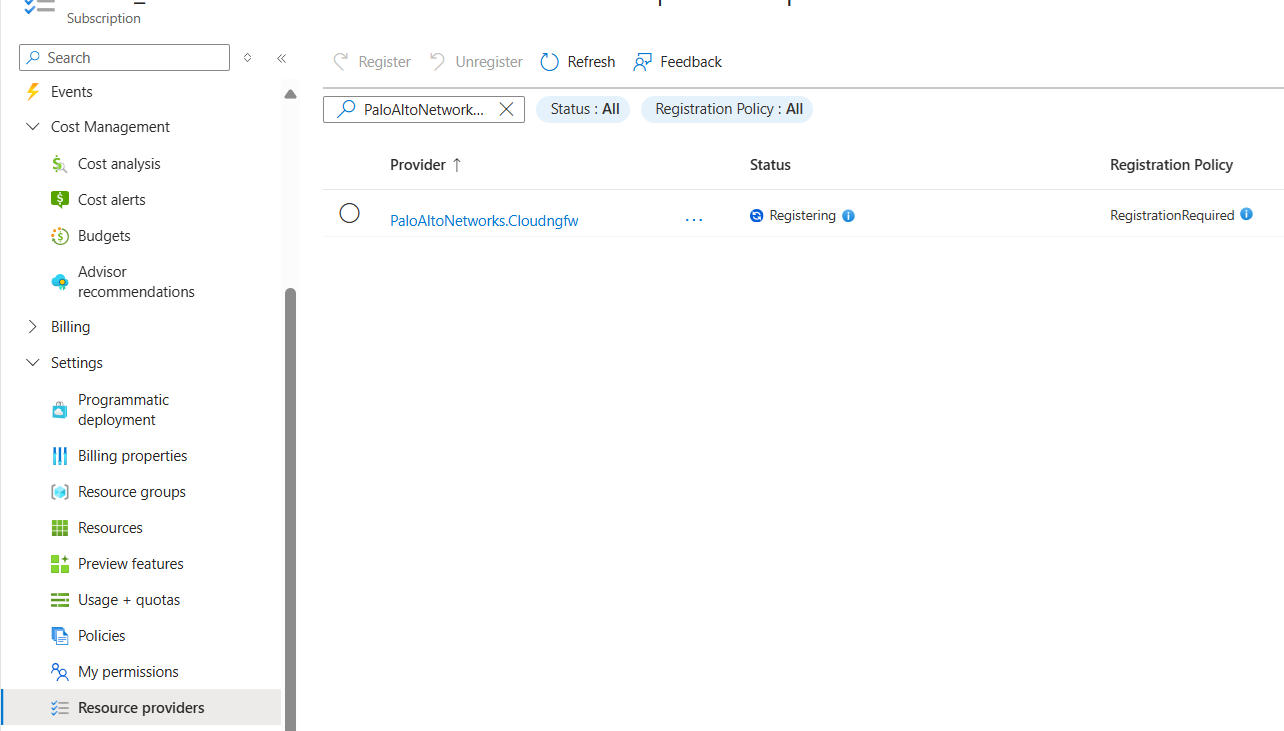 Subscription
Search
Register
Unregister
Refresh
Feedback
Events
PaloAltoNetwork...
Status : All
Registration Policy : All
Cost Management
Cost analysis
Provider ↑
Status
Registration Policy
Cost alerts
PaloAltoNetworks.Cloudngfw
...
Registering
RegistrationRequired
Budgets
Advisor
recommendations
Billing
Settings
Programmatic
deployment
Billing properties
Resource groups
Resources
Preview features
Usage + quotas
Policies
My permissions
Resource providers